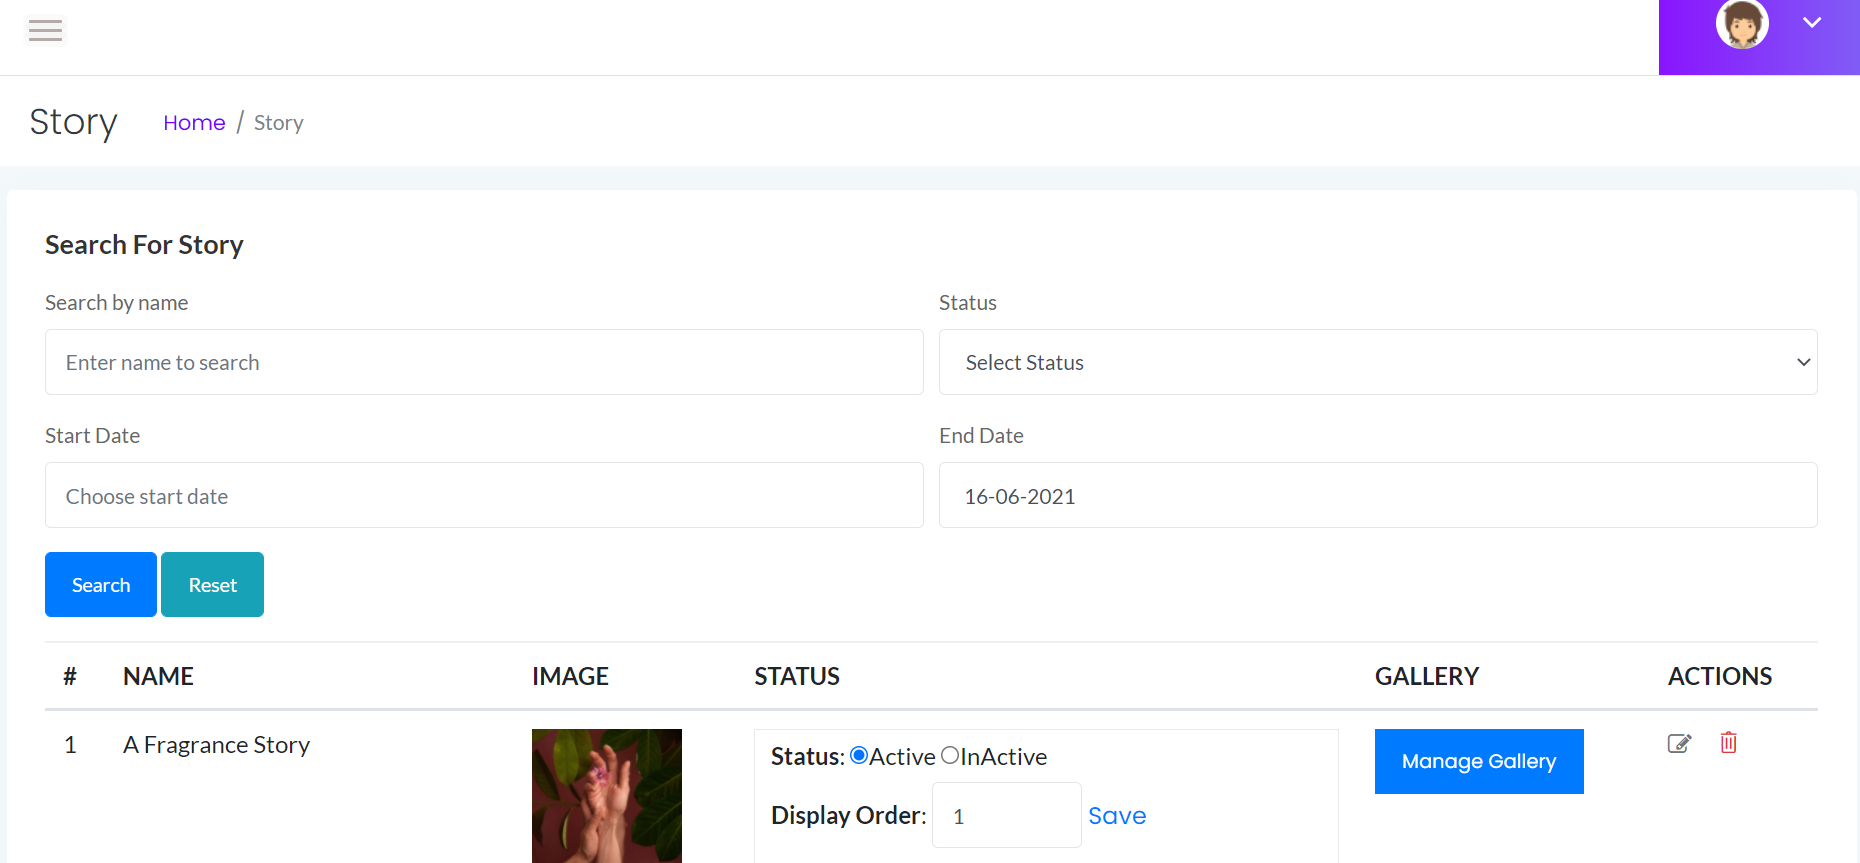 Story Home / Story
Search For Story
Search by name Status
Enter name to search Select Status
Start Date End Date
Choose start date 16-06-2021
Search Reset
# NAME IMAGE STATUS GALLERY ACTIONS
1 A Fragrance Story Status: Active InActive Manage Gallery
Display Order: 1 Save